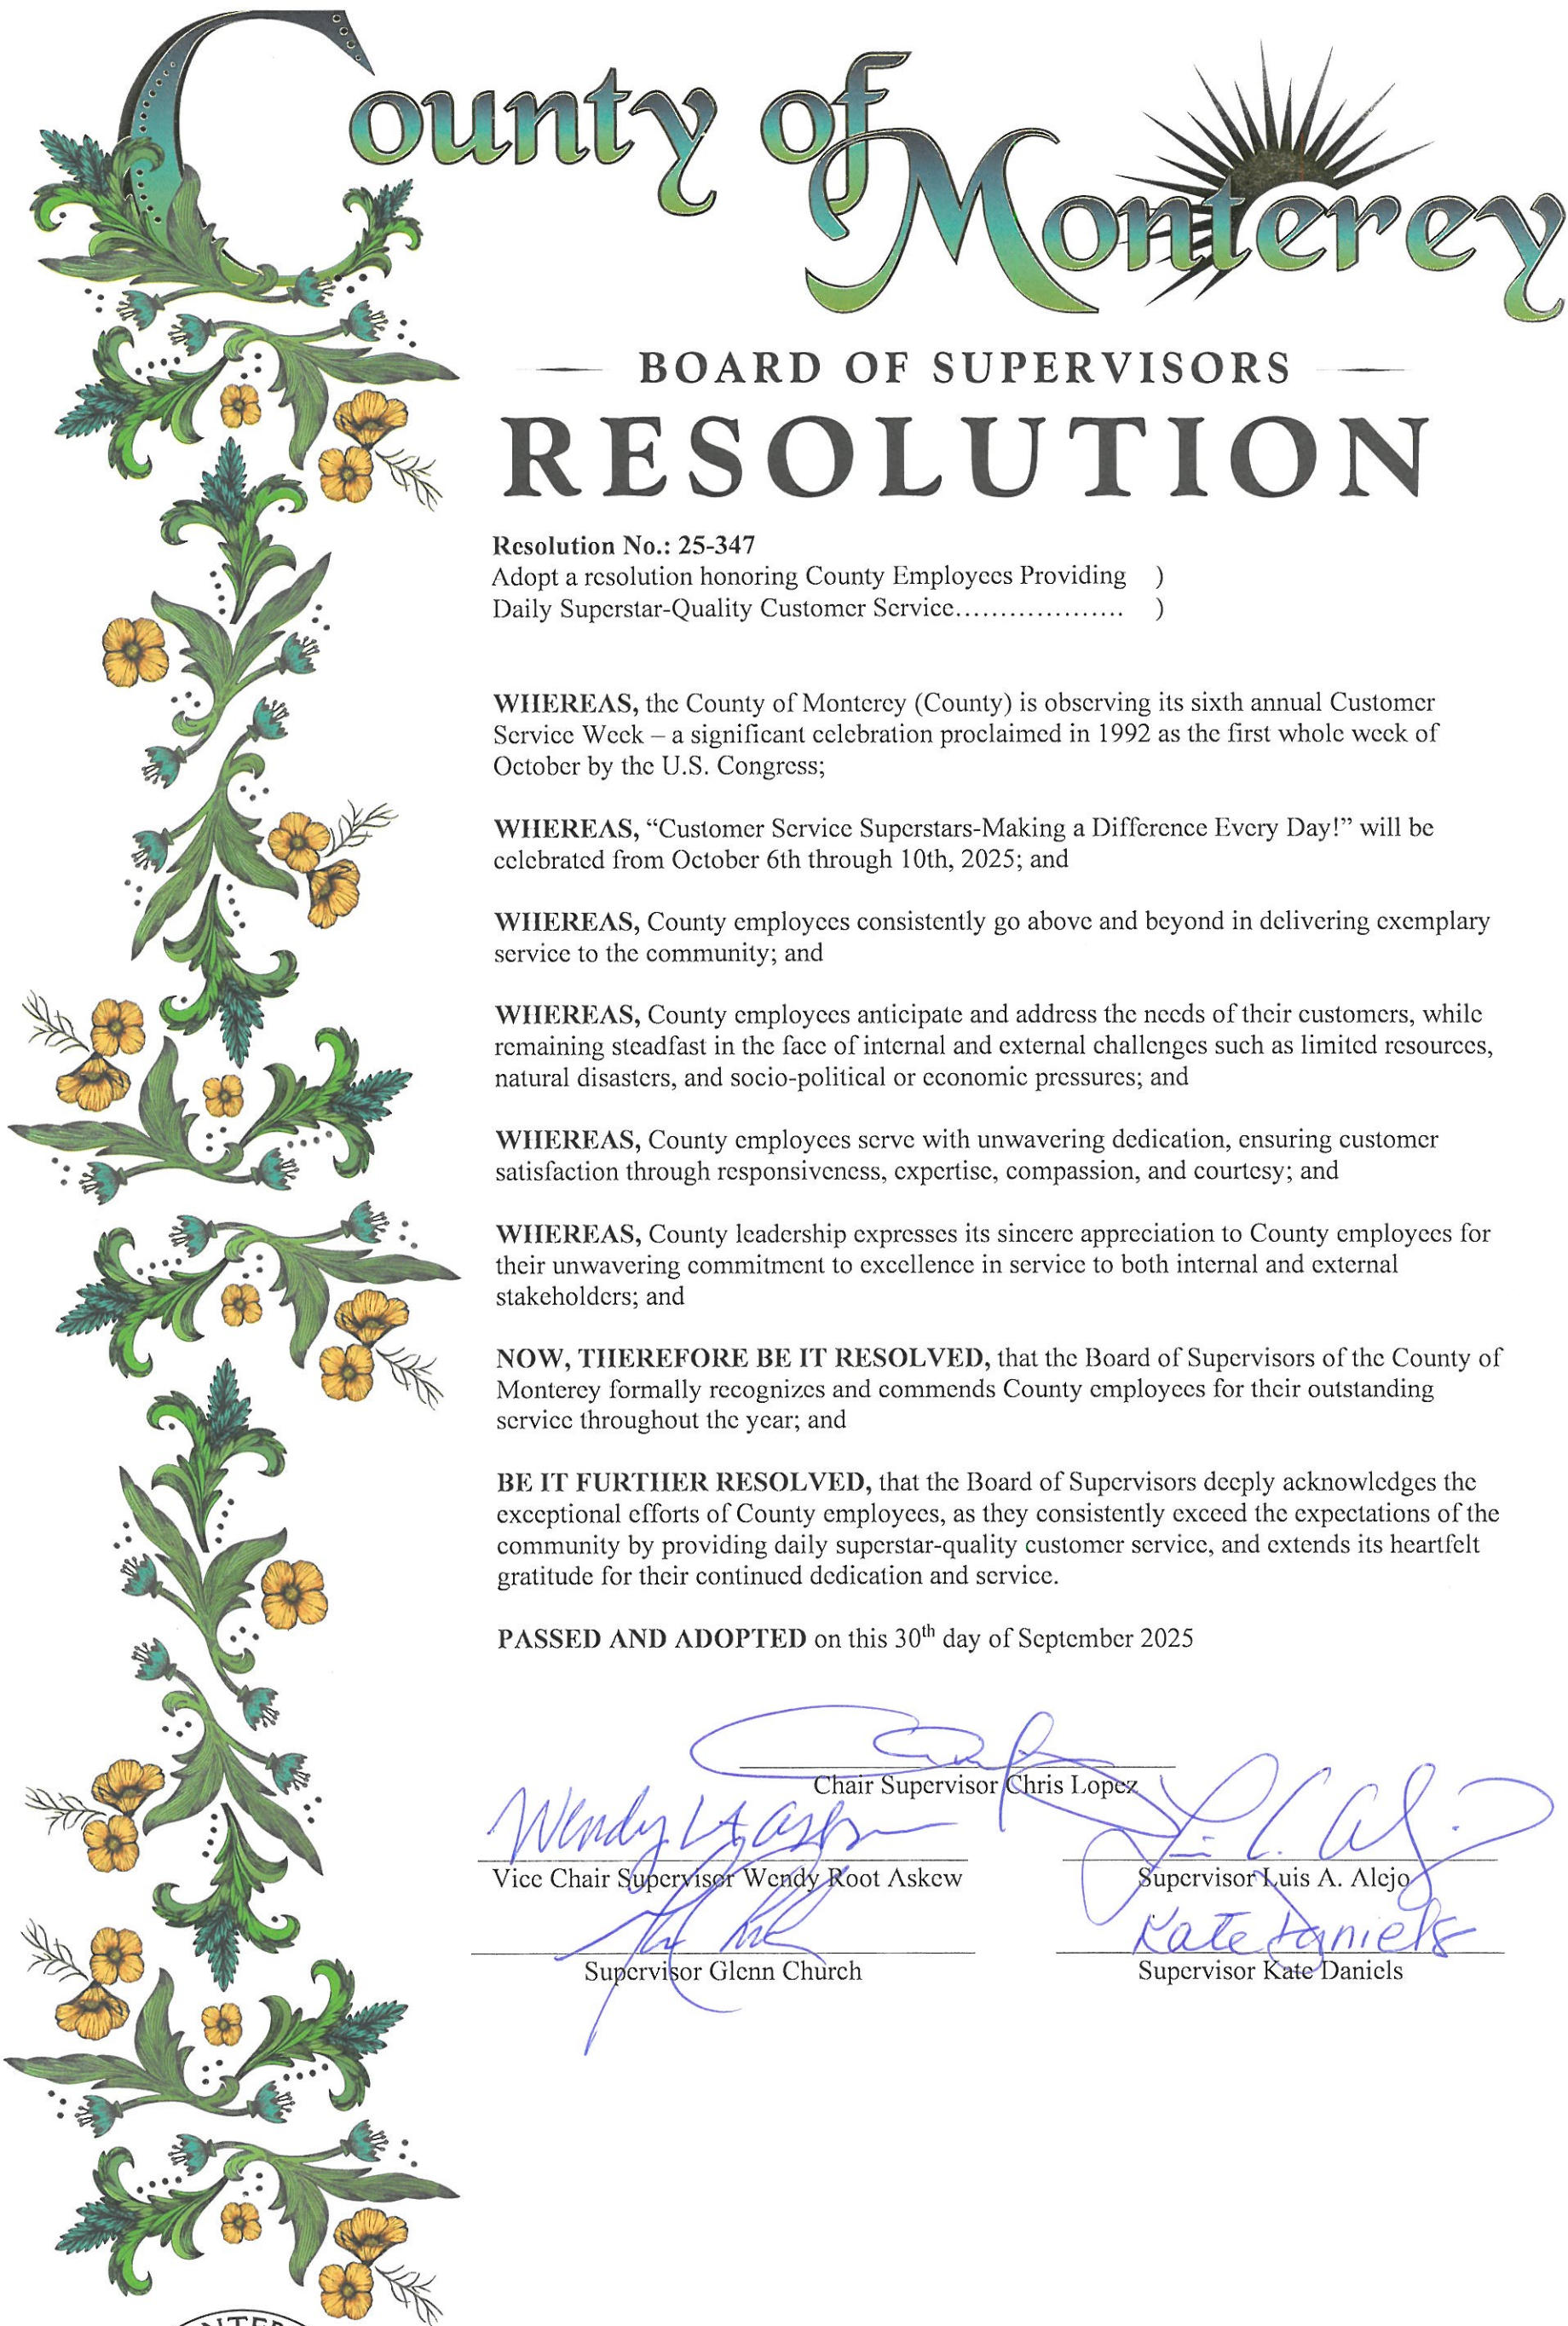 County of
Monterey
BOARD OF SUPERVISORS
RESOLUTION
Resolution No.: 25-347
Adopt a resolution honoring County Employees Providing )
Daily Superstar-Quality Customer Service................... )
WHEREAS, the County of Monterey (County) is observing its sixth annual Customer
Service Week – a significant celebration proclaimed in 1992 as the first whole week of
October by the U.S. Congress;
WHEREAS, “Customer Service Superstars-Making a Difference Every Day!” will be
celebrated from October 6th through 10th, 2025; and
WHEREAS, County employees consistently go above and beyond in delivering exemplary
service to the community; and
WHEREAS, County employees anticipate and address the needs of their customers, while
remaining steadfast in the face of internal and external challenges such as limited resources,
natural disasters, and socio-political or economic pressures; and
WHEREAS, County employees serve with unwavering dedication, ensuring customer
satisfaction through responsiveness, expertise, compassion, and courtesy; and
WHEREAS, County leadership expresses its sincere appreciation to County employees for
their unwavering commitment to excellence in service to both internal and external
stakeholders; and
NOW, THEREFORE BE IT RESOLVED, that the Board of Supervisors of the County of
Monterey formally recognizes and commends County employees for their outstanding
service throughout the year; and
BE IT FURTHER RESOLVED, that the Board of Supervisors deeply acknowledges the
exceptional efforts of County employees, as they consistently exceed the expectations of the
community by providing daily superstar-quality customer service, and extends its heartfelt
gratitude for their continued dedication and service.
PASSED AND ADOPTED on this 30th day of September 2025
Chair Supervisor Chris Lopez
Wendy
Vice Chair Supervisor Wendy Root Askew
Supervisor Luis A. Alejo
Kate Daniels
Supervisor Glenn Church
Supervisor Kate Daniels